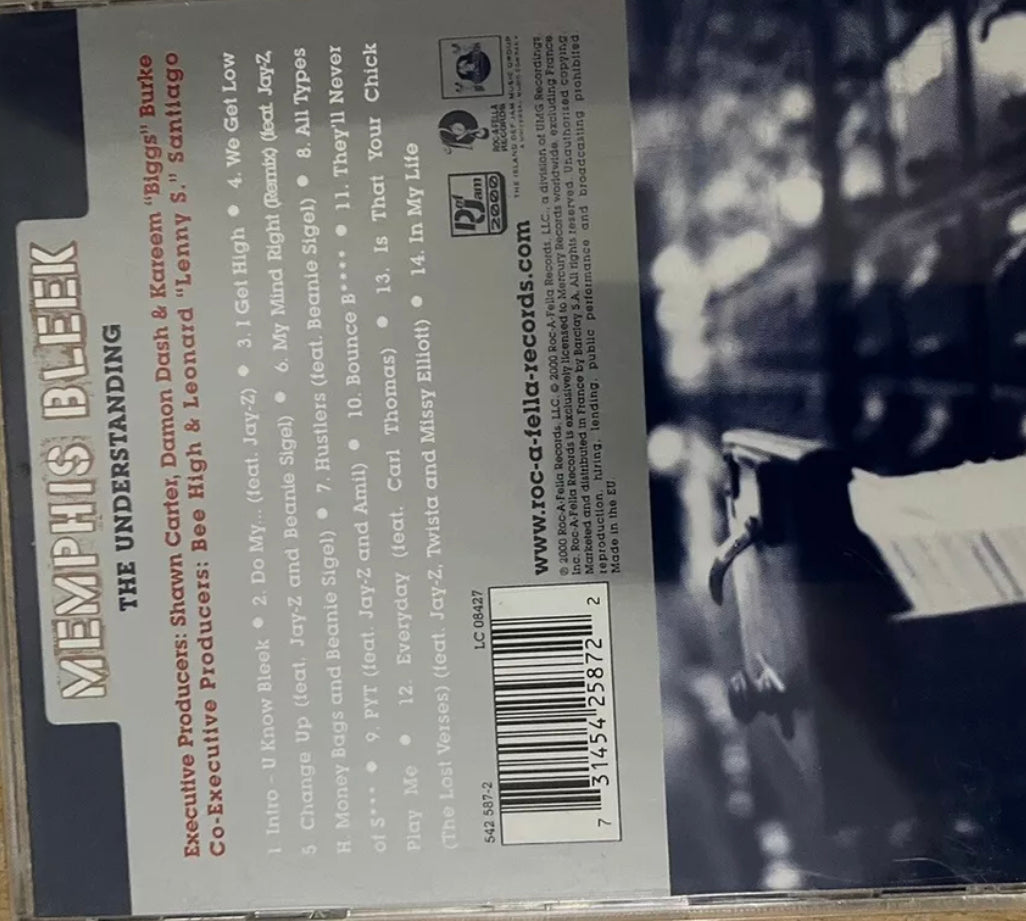 MEMPHIS BLEEK
THE UNDERSTANDING
Executive Producers: Shawn Carter, Damon Dash & Kareem "Biggs" Burke
Co-Executive Producers: Bee High & Leonard "Lenny S." Santiago
1. Intro - U Know Bleek • 2. Do My... (feat. Jay-Z) • 3. I Get High • 4. We Get Low
5 Change Up (feat. Jay-Z and Beanie Sigel) • 6. My Mind Right (Remix) (feat. Jay-Z,
H. Money Bags and Beanie Sigel) • 7. Hustlers (feat. Beanie Sigel) • 8. All Types
of S*** • 9. PYT (feat. Jay-Z and Amil) • 10. Bounce B**** • 11. They'll Never
Play Me • 12. Everyday (feat. Carl Thomas) • 13. Is That Your Chick
(The Lost Verses) (feat. Jay-Z, Twista and Missy Elliott) • 14. In My Life
542 587-2
LC 08427
7 31454 25872 2
Def Jam 2000
ROC-A-FELLA RECORDS
THE ISLAND DEF JAM MUSIC GROUP
A UNIVERSAL MUSIC COMPANY
www.roc-a-fella-records.com
℗ 2000 Roc-A-Fella Records, LLC. © 2000 Roc-A-Fella Records, LLC., a division of UMG Recordings
Inc. Roc-A-Fella Records is exclusively licensed to Mercury Records worldwide, excluding France.
Marketed and distributed in France by Barclay S.A. All rights reserved. Unauthorised copying,
reproduction, hiring, lending, public performance and broadcasting prohibited
Made in the EU.